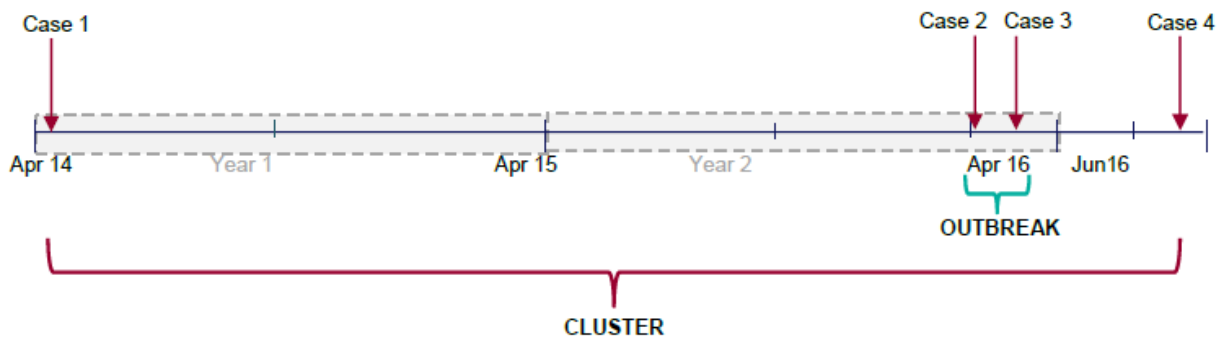 Case 1
Case 2
Case 3
Case 4
Apr 14
Year 1
Apr 15
Year 2
Apr 16
Jun16
OUTBREAK
CLUSTER